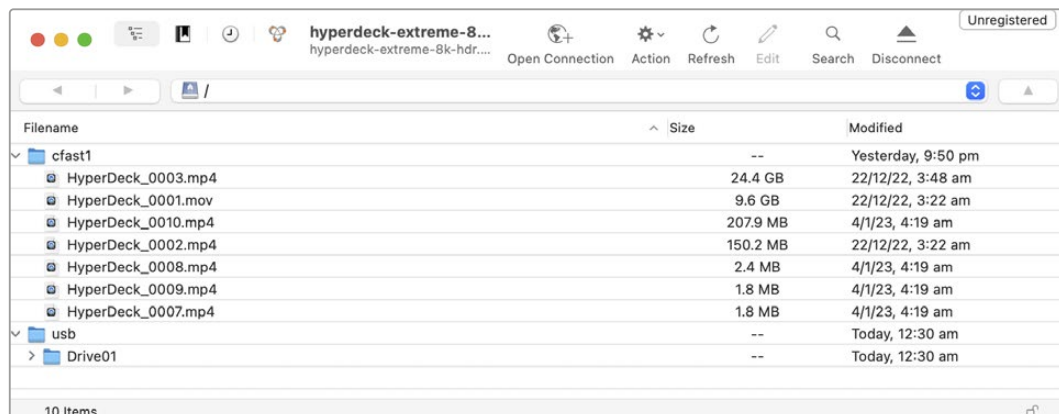 hyperdeck-extreme-8...
hyperdeck-extreme-8k-hdr....
Open Connection Action Refresh Edit Search Disconnect
Unregistered
/
Filename Size Modified
cfast1 -- Yesterday, 9:50 pm
HyperDeck_0003.mp4 24.4 GB 22/12/22, 3:48 am
HyperDeck_0001.mov 9.6 GB 22/12/22, 3:22 am
HyperDeck_0010.mp4 207.9 MB 4/1/23, 4:19 am
HyperDeck_0002.mp4 150.2 MB 22/12/22, 3:22 am
HyperDeck_0008.mp4 2.4 MB 4/1/23, 4:19 am
HyperDeck_0009.mp4 1.8 MB 4/1/23, 4:19 am
HyperDeck_0007.mp4 1.8 MB 4/1/23, 4:19 am
usb -- Today, 12:30 am
Drive01 -- Today, 12:30 am
10 Items